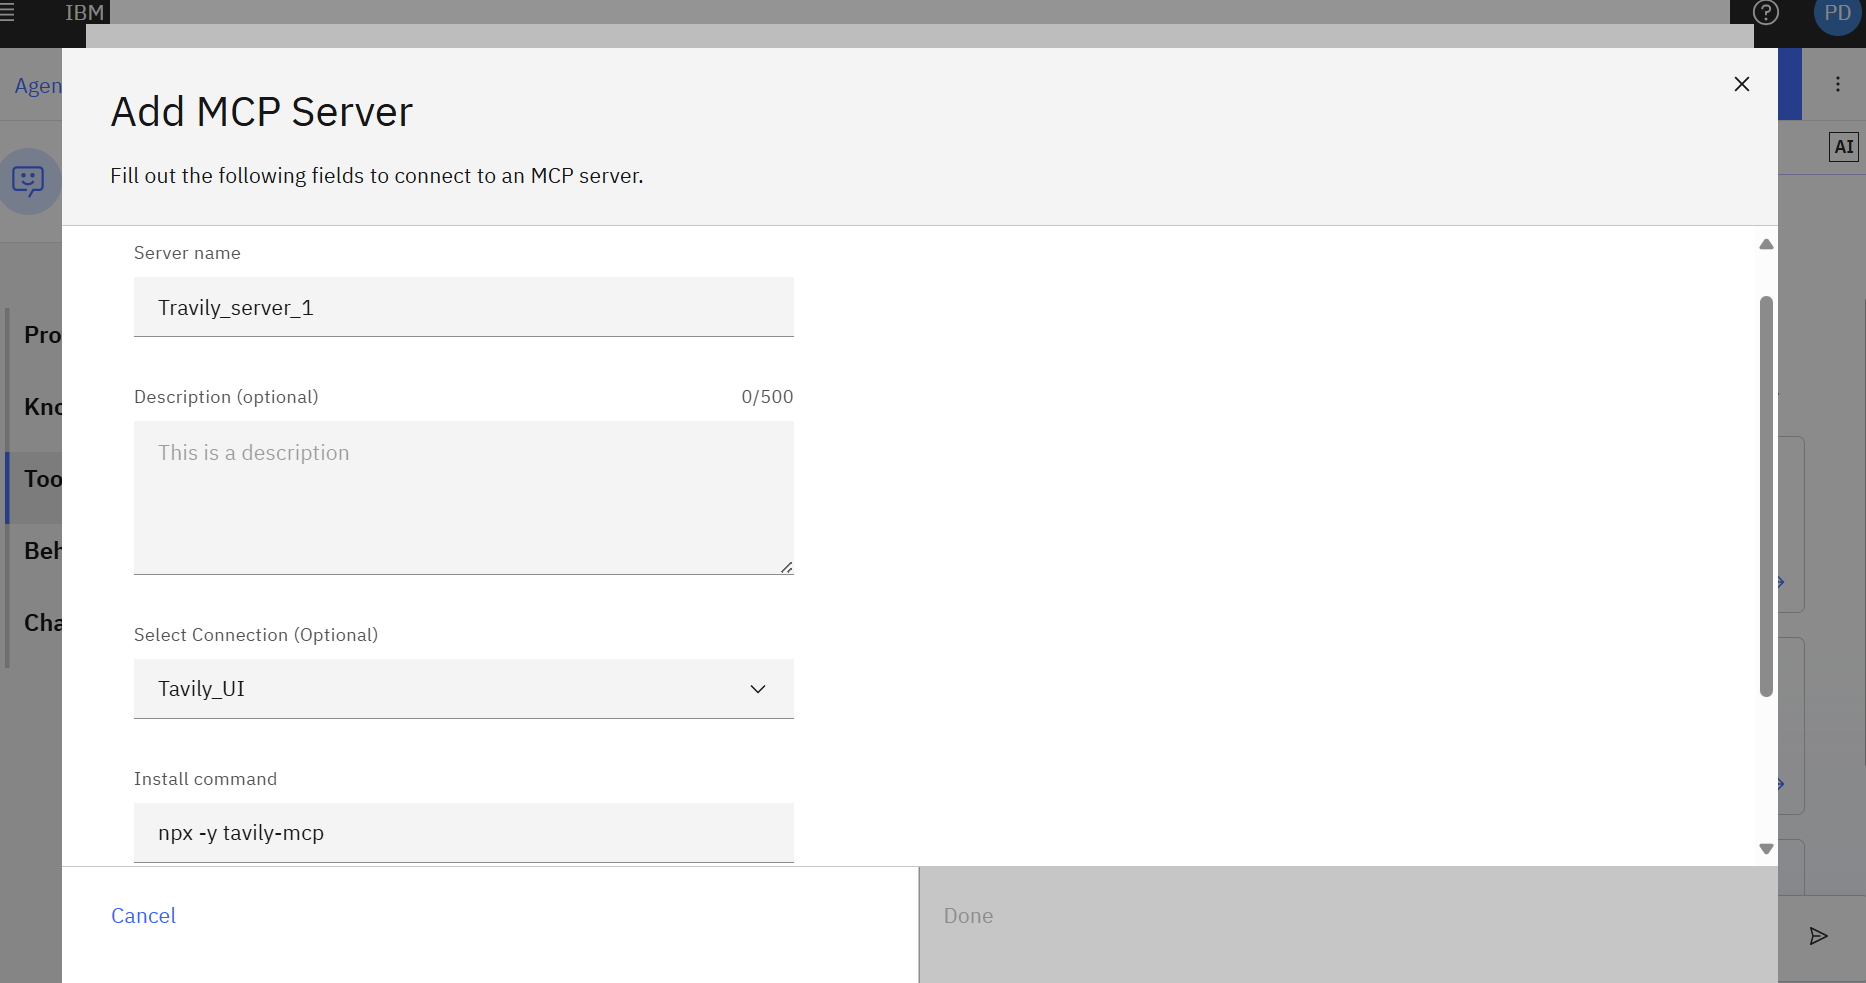 IBM
PD
Agen
AI
Add MCP Server
Fill out the following fields to connect to an MCP server.
Server name
Travily_server_1
Description (optional)
0/500
This is a description
Select Connection (Optional)
Tavily_UI
Install command
npx -y tavily-mcp
Pro
Kno
Too
Beh
Cha
Cancel
Done